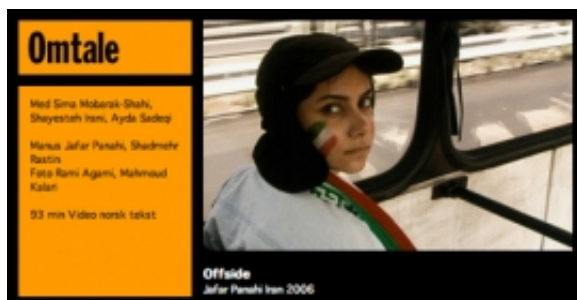 Omtale
Med Sima Mobarak-Shahi,
Shayesteh Irani, Ayda Sadeqi
Manus Jafar Panahi, Shadmehr
Rastin
Foto Rami Agami, Mahmoud
Kalari
93 min Video norsk tekst
Offside
Jafar Panahi Iran 2006